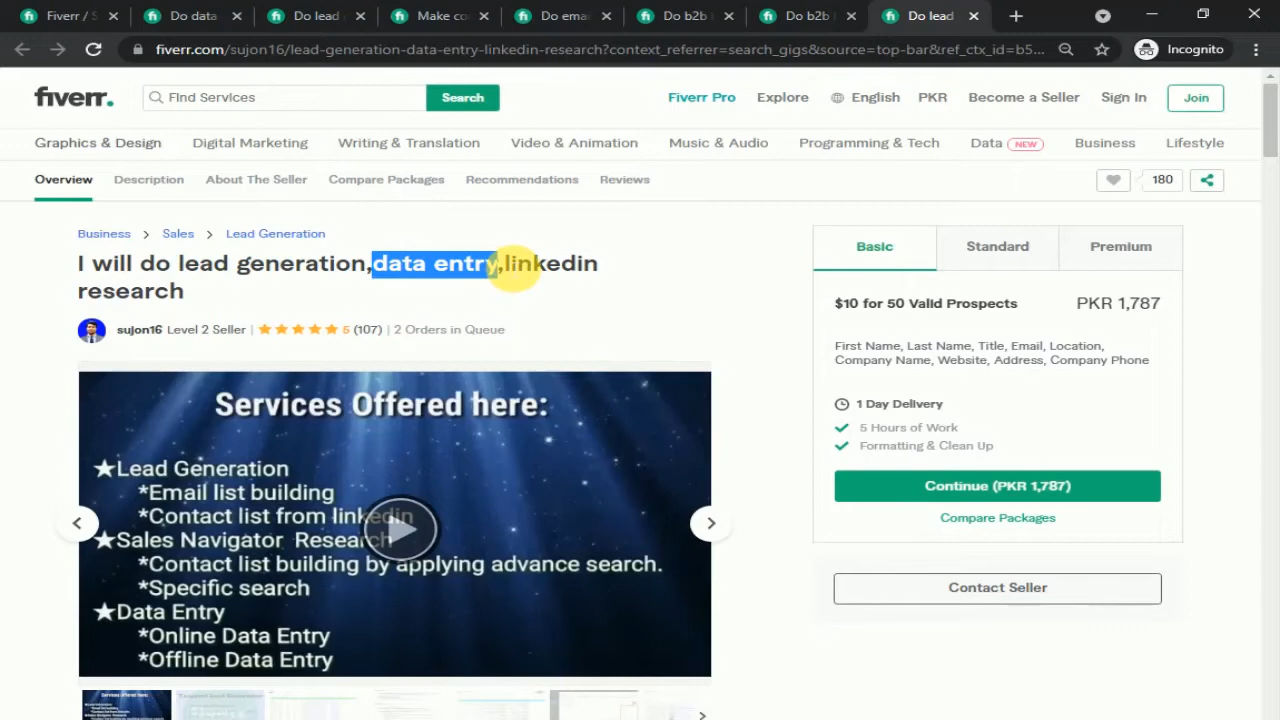 Fiverr / S
Do data
Do lead
Make co
Do emai
Do b2b
Do b2b
Do lead
fiverr.com/sujon16/lead-generation-data-entry-linkedin-research?context_referrer=search_gigs&source=top-bar&ref_ctx_id=b5...
Incognito
fiverr.
Find Services
Search
Fiverr Pro
Explore
English
PKR
Become a Seller
Sign In
Join
Graphics & Design
Digital Marketing
Writing & Translation
Video & Animation
Music & Audio
Programming & Tech
Data NEW
Business
Lifestyle
Overview
Description
About The Seller
Compare Packages
Recommendations
Reviews
180
Business > Sales > Lead Generation
I will do lead generation,data entry,linkedin
research
sujon16 Level 2 Seller | ★★★★★ 5 (107) | 2 Orders in Queue
Services Offered here:
★Lead Generation
*Email list building
*Contact list from linkedin
★Sales Navigator Research
*Contact list building by applying advance search.
*Specific search
★Data Entry
*Online Data Entry
*Offline Data Entry
Basic
Standard
Premium
$10 for 50 Valid Prospects
PKR 1,787
First Name, Last Name, Title, Email, Location,
Company Name, Website, Address, Company Phone
1 Day Delivery
5 Hours of Work
Formatting & Clean Up
Continue (PKR 1,787)
Compare Packages
Contact Seller
Services Offered here: